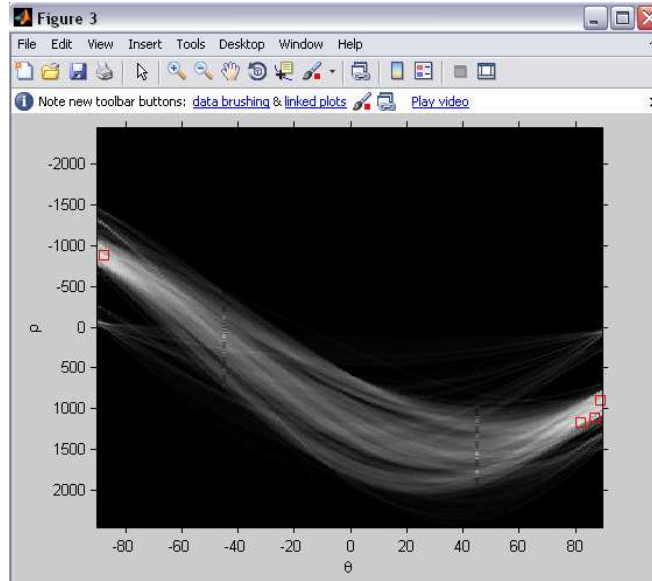 Figure 3
File Edit View Insert Tools Desktop Window Help
Note new toolbar buttons: data brushing & linked plots Play video
-2000
-1500
-1000
-500
0
500
1000
1500
2000
ρ
-80 -60 -40 -20 0 20 40 60 80
θ